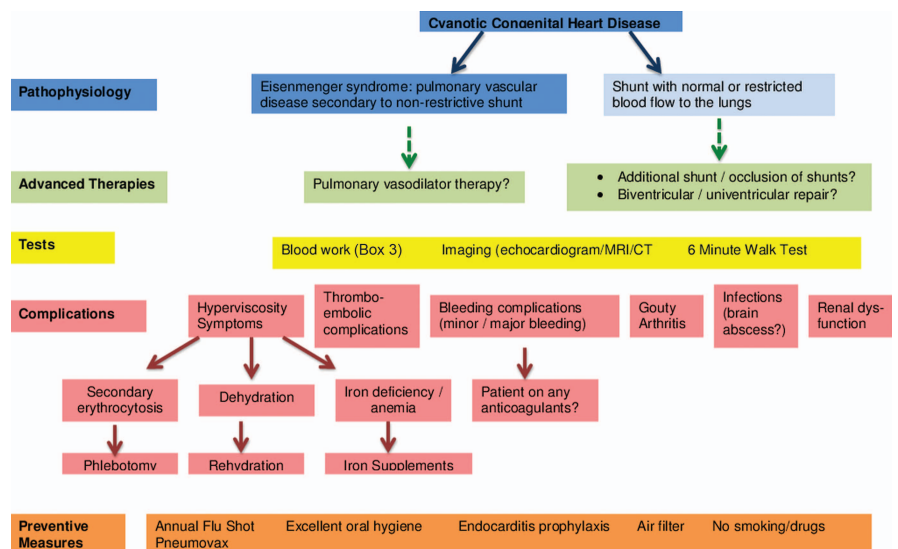 Cyanotic Congenital Heart Disease
Pathophysiology
Eisenmenger syndrome: pulmonary vascular
disease secondary to non-restrictive shunt
Shunt with normal or restricted
blood flow to the lungs
Advanced Therapies
Pulmonary vasodilator therapy?
• Additional shunt / occlusion of shunts?
• Biventricular / univentricular repair?
Tests
Blood work (Box 3)
Imaging (echocardiogram/MRI/CT
6 Minute Walk Test
Complications
Hyperviscosity
Symptoms
Thrombo-
embolic
complications
Bleeding complications
(minor / major bleeding)
Gouty
Arthritis
Infections
(brain
abscess?)
Renal dys-
function
Secondary
erythrocytosis
Dehydration
Iron deficiency /
anemia
Patient on any
anticoagulants?
Phlebotomy
Rehydration
Iron Supplements
Preventive
Measures
Annual Flu Shot
Pneumovax
Excellent oral hygiene
Endocarditis prophylaxis
Air filter
No smoking/drugs